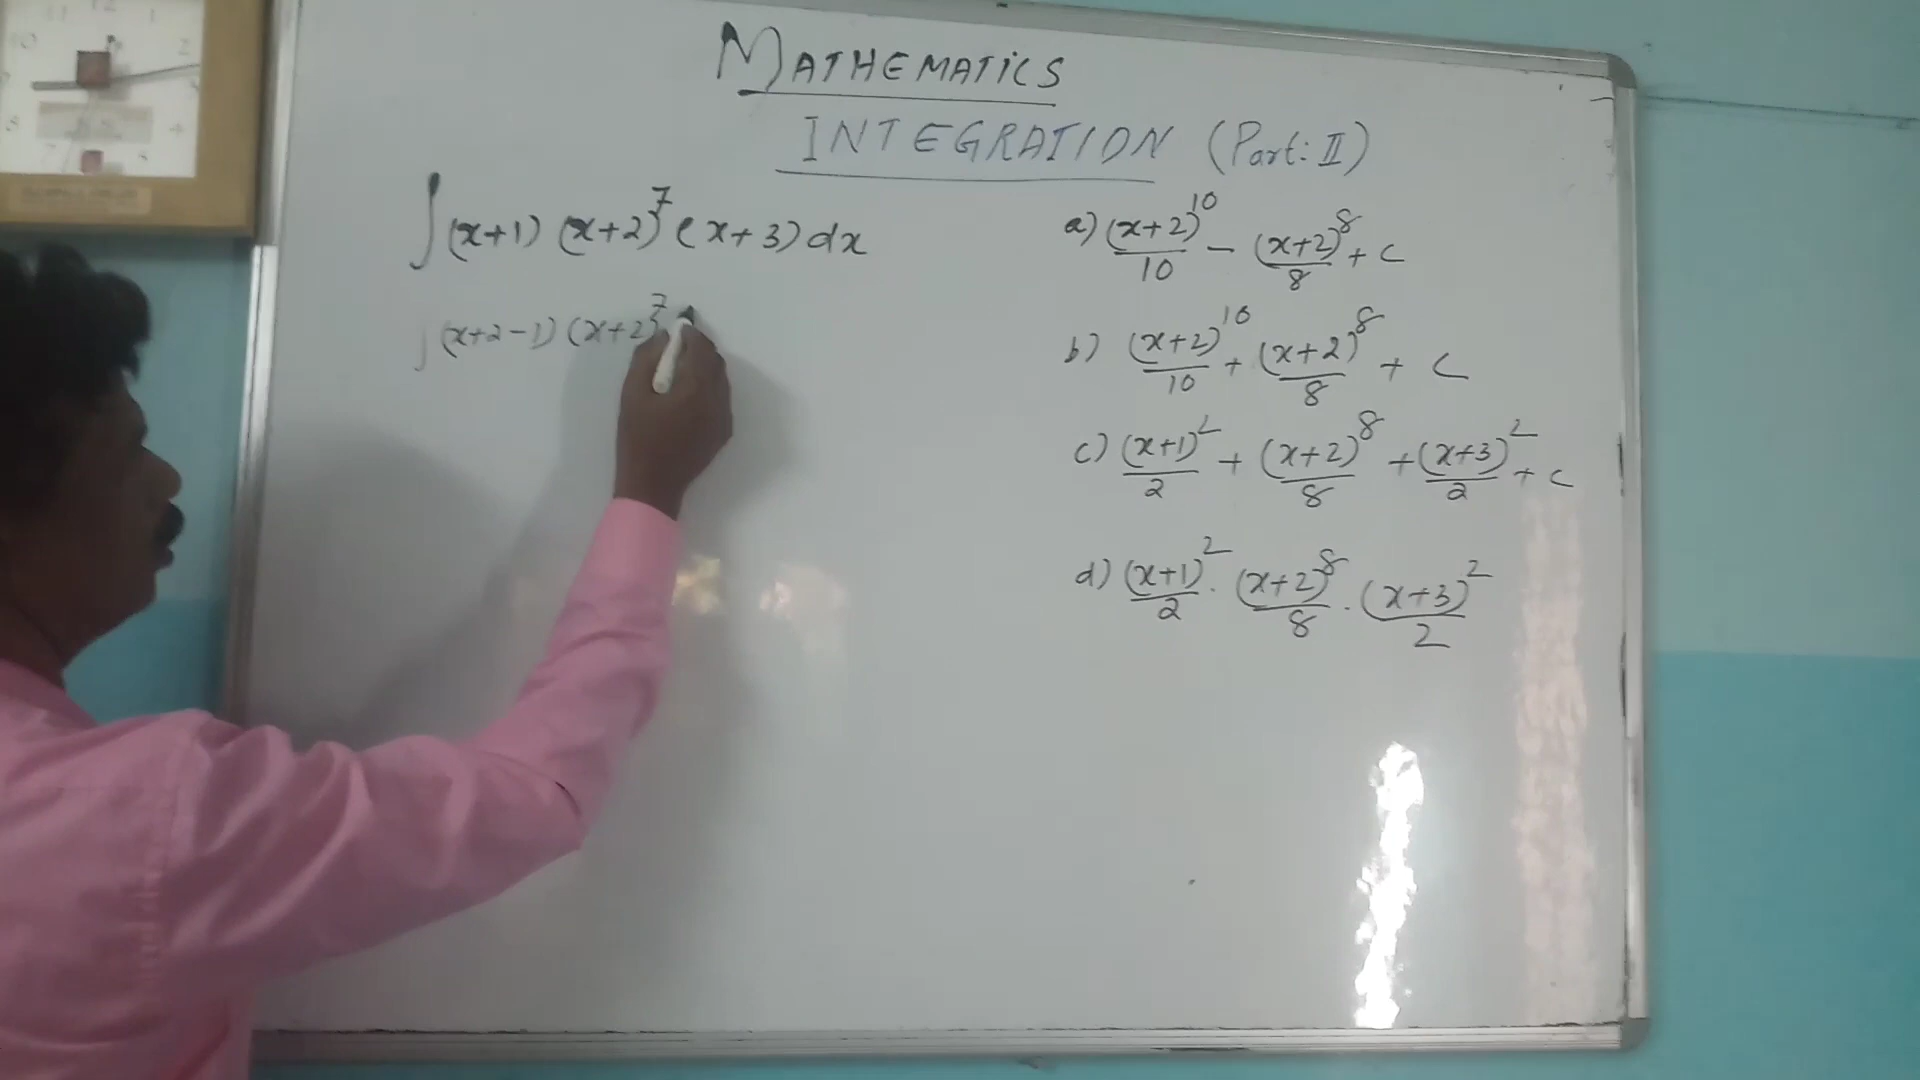 MATHEMATICS
INTEGRATION (Part: II)
∫(x+1) (x+2)⁷ (x+3) dx
∫(x+2-1) (x+2)⁷
a) (x+2)¹⁰/10 - (x+2)⁸/8 + c
b) (x+2)¹⁰/10 + (x+2)⁸/8 + C
c) (x+1)²/2 + (x+2)⁸/8 + (x+3)²/2 + c
d) (x+1)²/2 . (x+2)⁸/8 . (x+3)²/2